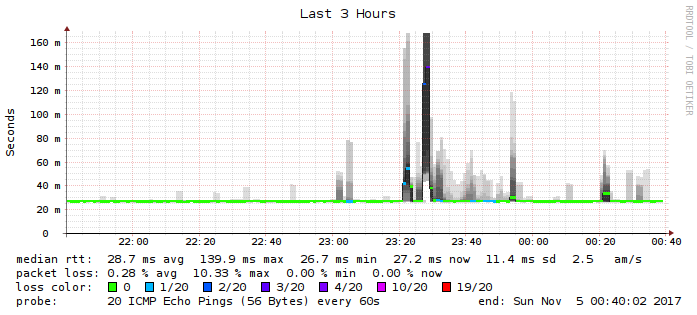 Last 3 Hours
RRDTOOL / TOBI OETIKER
Seconds
160 m
140 m
120 m
100 m
80 m
60 m
40 m
20 m
0
22:00 22:20 22:40 23:00 23:20 23:40 00:00 00:20 00:40
median rtt: 28.7 ms avg 139.9 ms max 26.7 ms min 27.2 ms now 11.4 ms sd 2.5 am/s
packet loss: 0.28 % avg 10.33 % max 0.00 % min 0.00 % now
loss color: 0 1/20 2/20 3/20 4/20 10/20 19/20
probe: 20 ICMP Echo Pings (56 Bytes) every 60s end: Sun Nov 5 00:40:02 2017